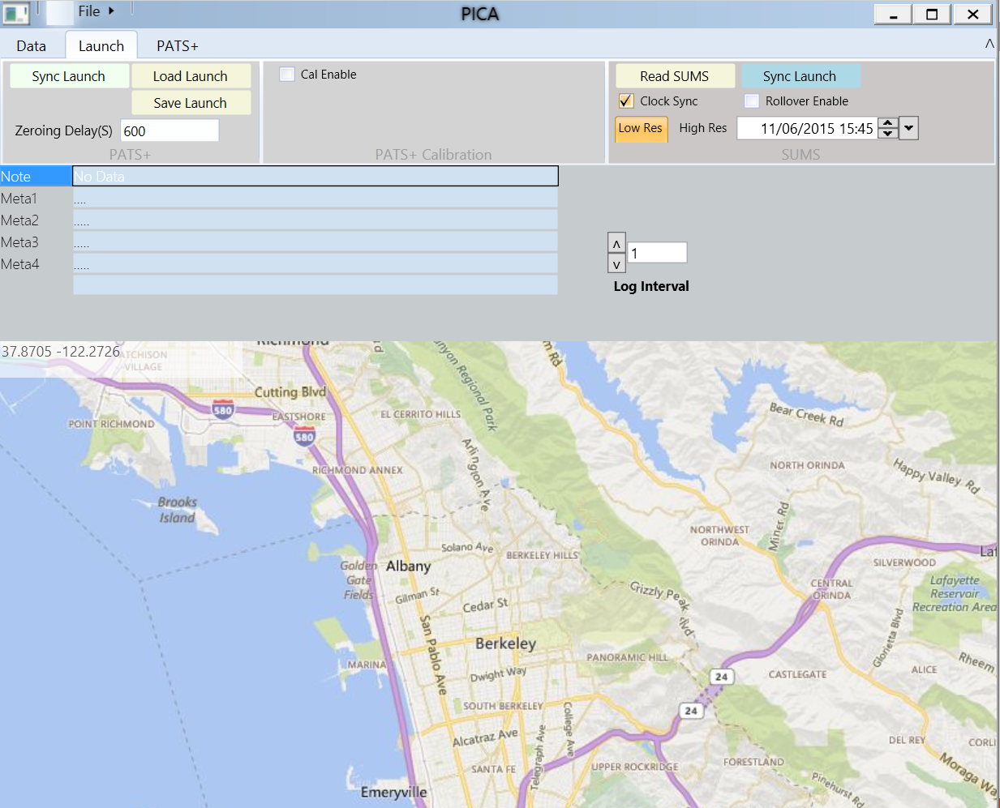 File
PICA
Data Launch PATS+
Sync Launch Load Launch
Save Launch
Zeroing Delay(S) 600
PATS+
Cal Enable
PATS+ Calibration
Read SUMS Sync Launch
Clock Sync Rollover Enable
Low Res High Res 11/06/2015 15:45
SUMS
Note No Data
Meta1 ....
Meta2 .....
Meta3 .....
Meta4 .....
1
Log Interval
37.8705 -122.2726
Richmond
ATCHISON
VILLAGE
Rd
nyon Regional Park
m Rd
Cutting Blvd
580
POINT RICHMOND
EASTSHORE
EL CERRITO HILLS
580
Bear Creek Rd
Arlington Ave
RICHMOND ANNEX
NORTH ORINDA
Happy Valley Rd
Brooks
Island
Miner Rd
NORTHWEST
ORINDA
Solano Ave
BERKELEY HILLS
Laf
Golden
Gate
Fields
Albany
SILVERWOOD
Grizzly Peak Blvd
CENTRAL
ORINDA
Lafayette
Reservoir
Recreation Area
Gilman St
Cedar St
San Pablo Ave
Berkeley
Glorietta Blvd
MARINA
PANORAMIC HILL
Rheem
Dwight Way
24
CASTLEGATE
ALICE
SOUTH BERKELEY
24
College Ave
Alcatraz Ave
Telegraph Ave
DEL REY
CORLI
SANTA FE
UPPER ROCKRIDGE
FORESTLAND
Moraga Wa
Pinehurst Rd
Emeryville